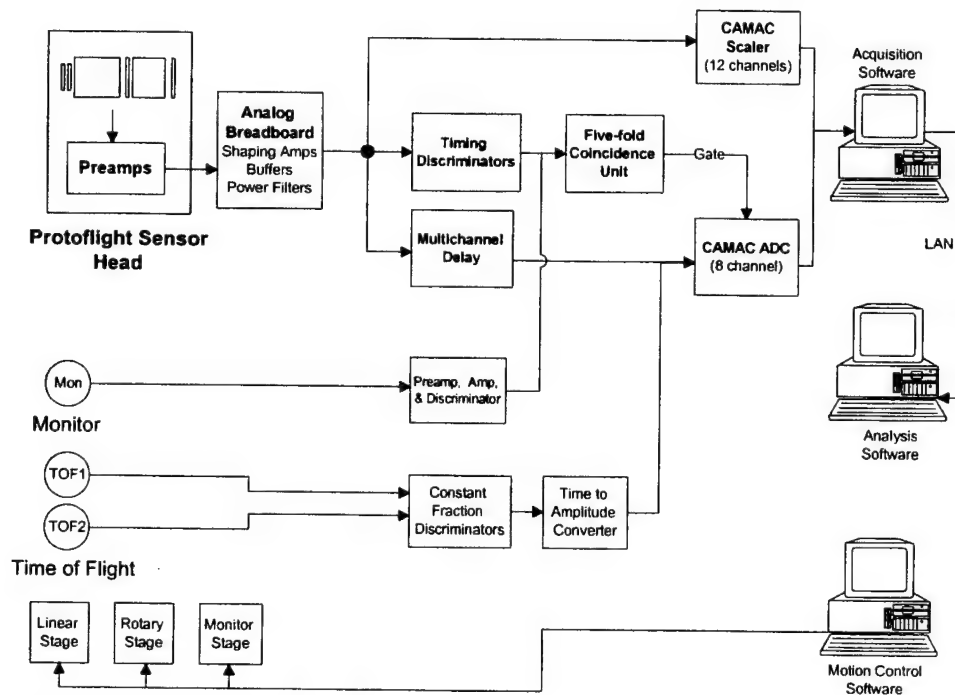 CAMAC
Scaler
(12 channels)
Acquisition
Software
Analog
Breadboard
Shaping Amps
Buffers
Power Filters
Timing
Discriminators
Five-fold
Coincidence
Unit
Gate
Preamps
Protoflight Sensor
Head
Multichannel
Delay
CAMAC ADC
(8 channel)
LAN
Mon
Monitor
Preamp, Amp,
& Discriminator
Analysis
Software
TOF1
TOF2
Time of Flight
Constant
Fraction
Discriminators
Time to
Amplitude
Converter
Linear
Stage
Rotary
Stage
Monitor
Stage
Motion Control
Software